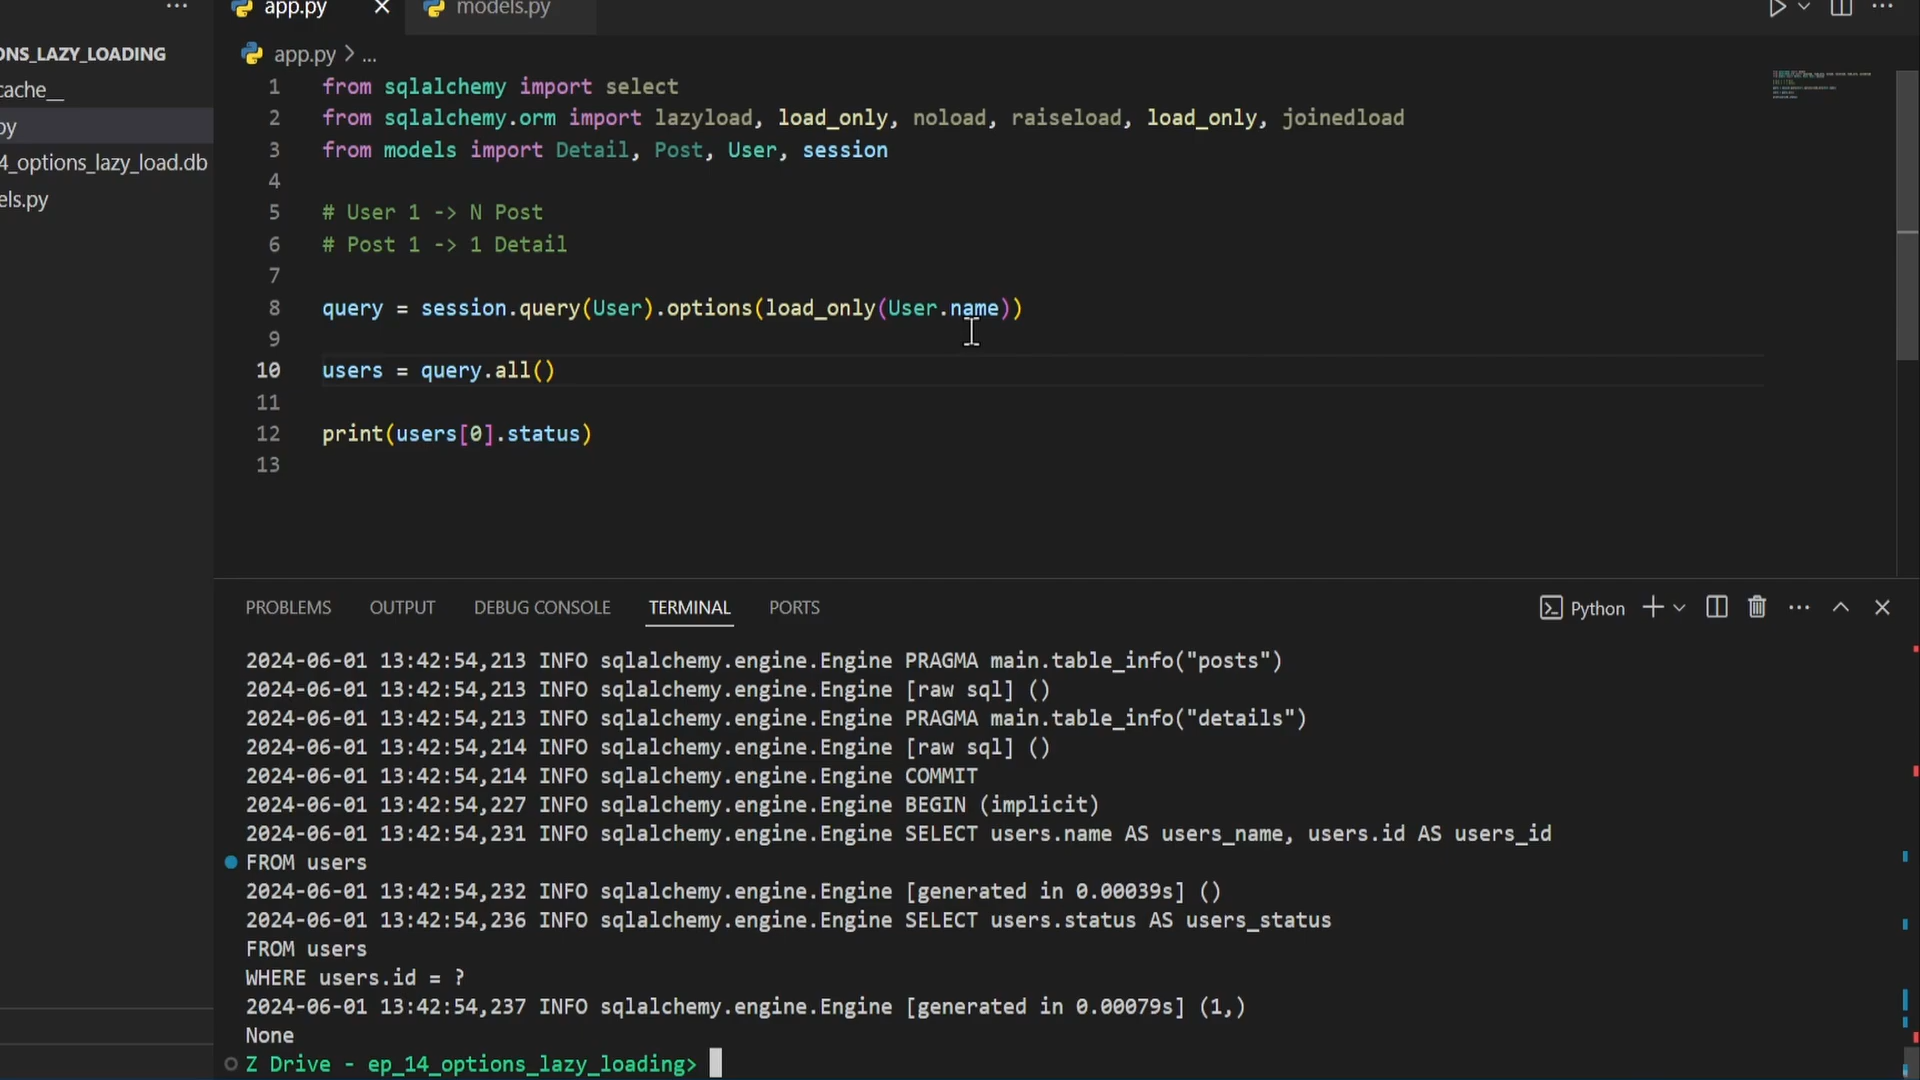 app.py
models.py
ONS_LAZY_LOADING
cache__
py
4_options_lazy_load.db
els.py
app.py > ...
1 from sqlalchemy import select
2 from sqlalchemy.orm import lazyload, load_only, noload, raiseload, load_only, joinedload
3 from models import Detail, Post, User, session
4
5 # User 1 -> N Post
6 # Post 1 -> 1 Detail
7
8 query = session.query(User).options(load_only(User.name))
9
10 users = query.all()
11
12 print(users[0].status)
13
PROBLEMS OUTPUT DEBUG CONSOLE TERMINAL PORTS
Python
2024-06-01 13:42:54,213 INFO sqlalchemy.engine.Engine PRAGMA main.table_info("posts")
2024-06-01 13:42:54,213 INFO sqlalchemy.engine.Engine [raw sql] ()
2024-06-01 13:42:54,213 INFO sqlalchemy.engine.Engine PRAGMA main.table_info("details")
2024-06-01 13:42:54,214 INFO sqlalchemy.engine.Engine [raw sql] ()
2024-06-01 13:42:54,214 INFO sqlalchemy.engine.Engine COMMIT
2024-06-01 13:42:54,227 INFO sqlalchemy.engine.Engine BEGIN (implicit)
2024-06-01 13:42:54,231 INFO sqlalchemy.engine.Engine SELECT users.name AS users_name, users.id AS users_id
FROM users
2024-06-01 13:42:54,232 INFO sqlalchemy.engine.Engine [generated in 0.00039s] ()
2024-06-01 13:42:54,236 INFO sqlalchemy.engine.Engine SELECT users.status AS users_status
FROM users
WHERE users.id = ?
2024-06-01 13:42:54,237 INFO sqlalchemy.engine.Engine [generated in 0.00079s] (1,)
None
Z Drive - ep_14_options_lazy_loading>